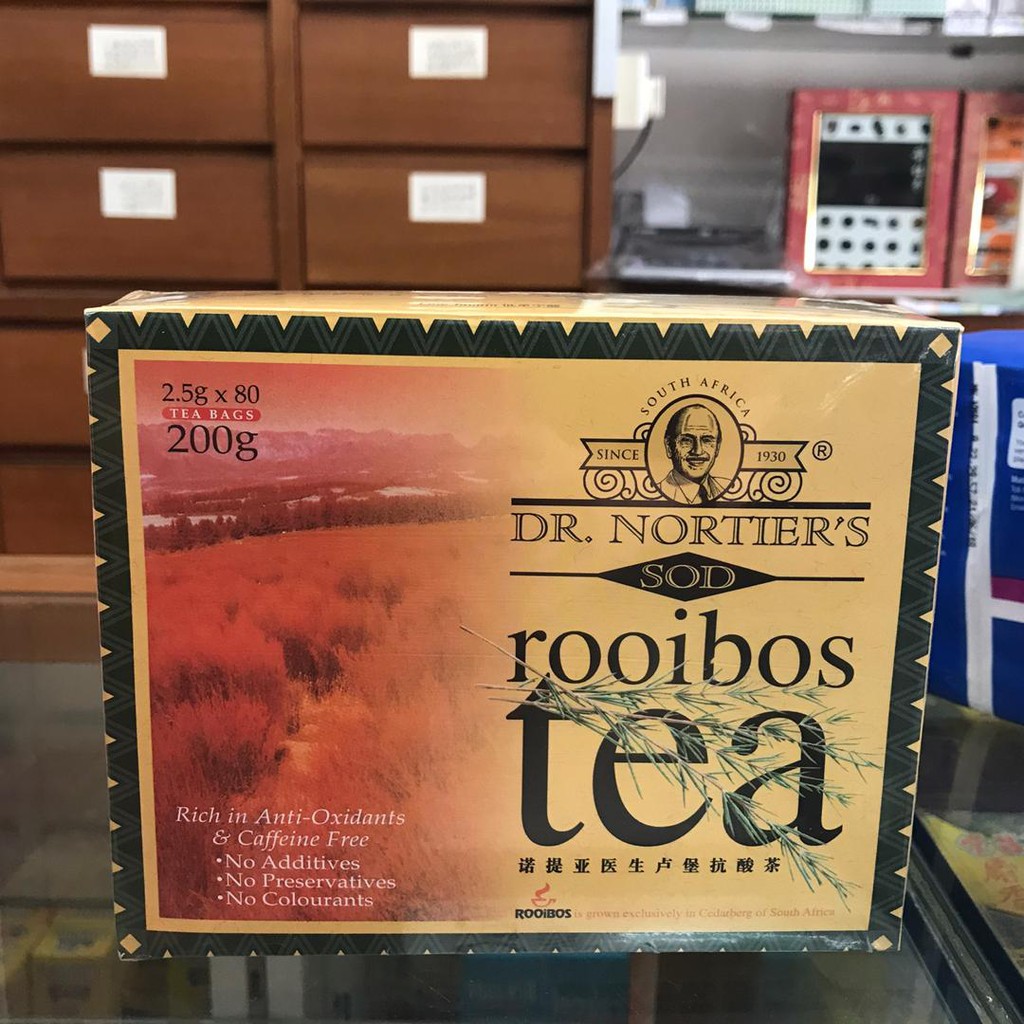 2.5g x 80
TEA BAGS
200g
SOUTH AFRICA
SINCE 1930
®
DR. NORTIER'S
SOD
rooibos
tea
诺提亚医生卢堡抗酸茶
Rich in Anti-Oxidants
& Caffeine Free
•No Additives
•No Preservatives
•No Colourants
ROOiBOS is grown exclusively in Cedarberg of South Africa